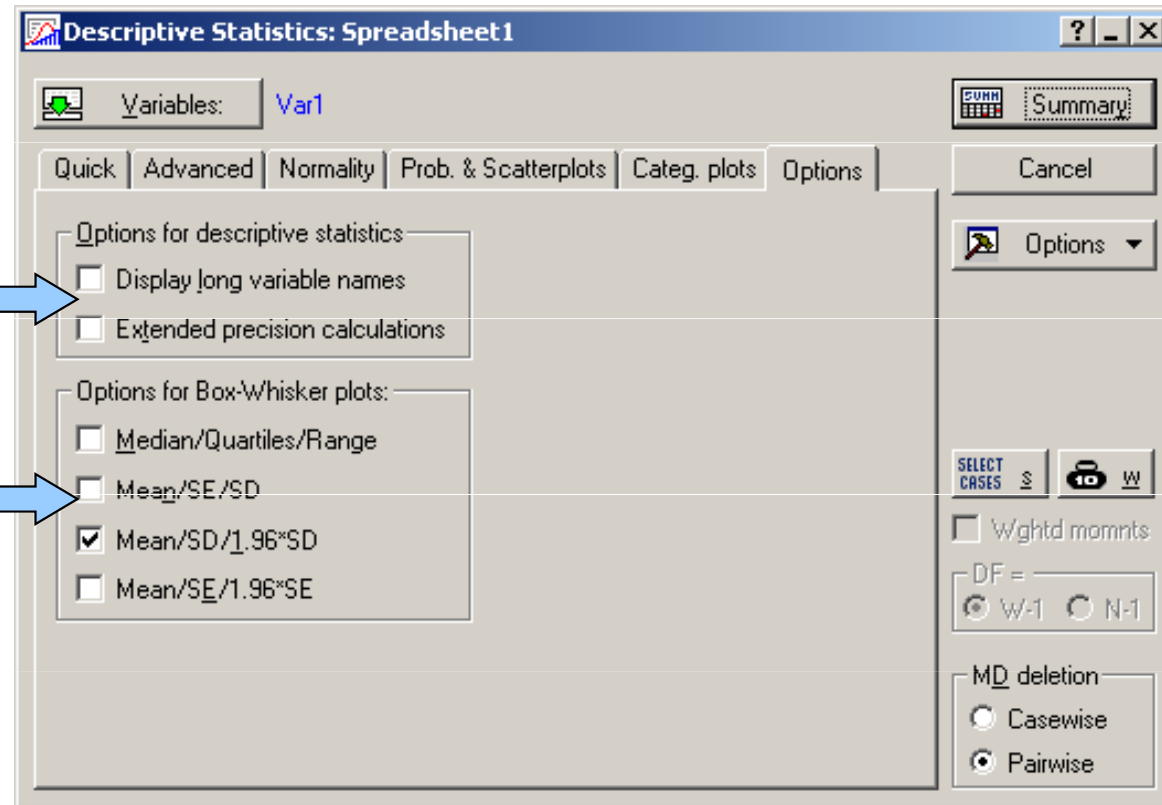 Descriptive Statistics: Spreadsheet1
Variables: Var1
SUMM Summary
Quick Advanced Normality Prob. & Scatterplots Categ. plots Options
Cancel
Options for descriptive statistics
Options
Display long variable names
Extended precision calculations
Options for Box-Whisker plots:
Median/Quartiles/Range
Mean/SE/SD
SELECT CASES S
10 W
Mean/SD/1.96*SD
Wghtd momnts
Mean/SE/1.96*SE
DF =
W-1 N-1
MD deletion
Casewise
Pairwise